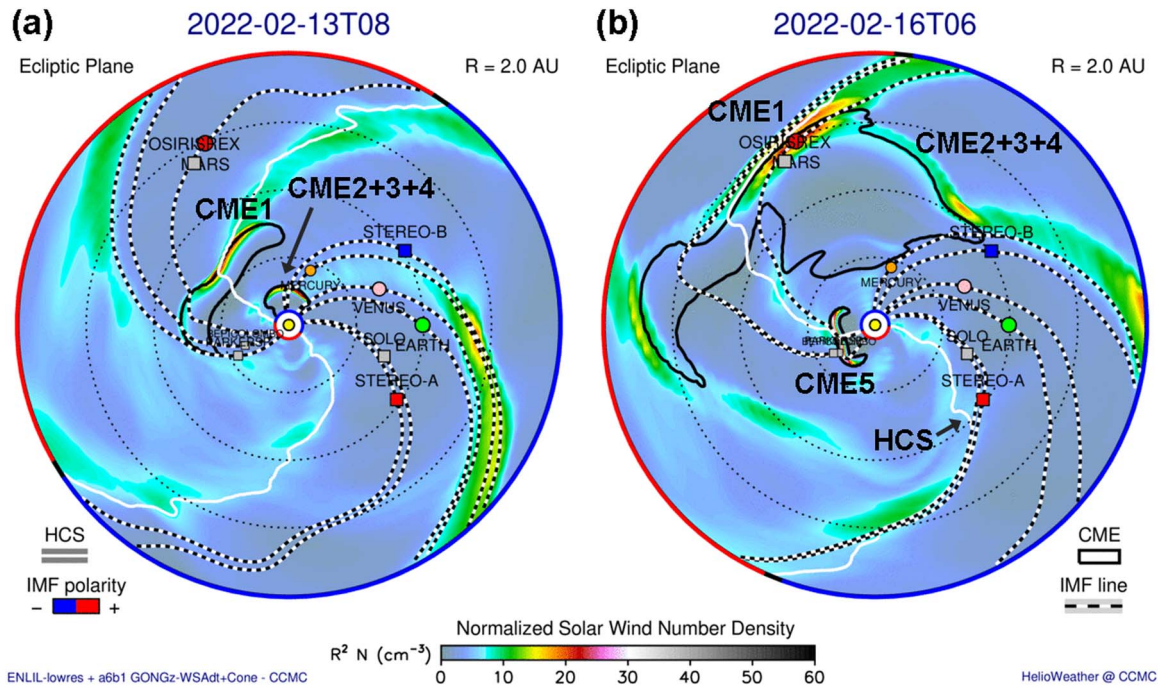 (a)
2022-02-13T08
Ecliptic Plane
R = 2.0 AU
OSIRISREX
MARS
CME1
CME2+3+4
STEREO-B
MERCURY
VENUS
SOLO
EARTH
STEREO-A
HCS
IMF polarity
− +
(b)
2022-02-16T06
Ecliptic Plane
R = 2.0 AU
CME1
OSIRISREX
MARS
CME2+3+4
STEREO-B
MERCURY
VENUS
SOLO
EARTH
CME5
STEREO-A
HCS
CME
IMF line
Normalized Solar Wind Number Density
R² N (cm⁻³)
0 10 20 30 40 50 60
ENLIL-lowres + a6b1 GONGz-WSAdt+Cone - CCMC
HelioWeather @ CCMC